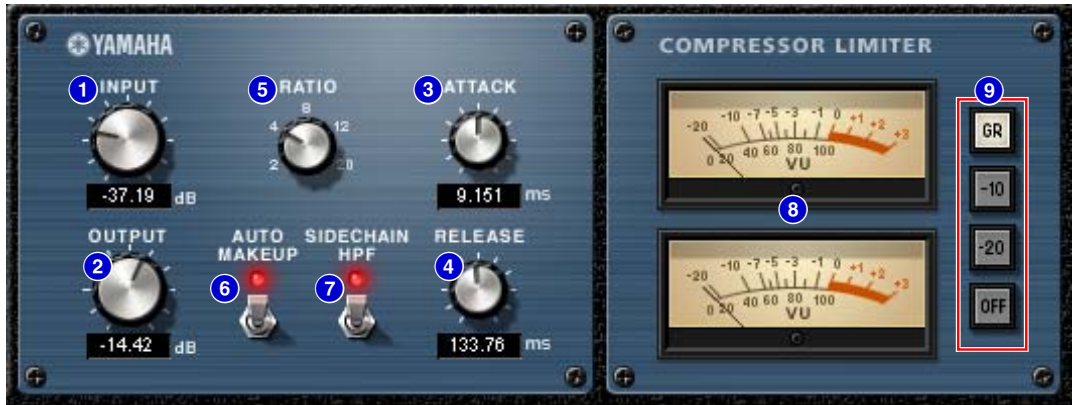 YAMAHA
COMPRESSOR LIMITER
1 INPUT
5 RATIO
3 ATTACK
9
2 4 8 12 20
-37.19 dB
9.151 ms
-20 -10 -7 -5 -3 -1 0 +1 +2 +3
0 20 40 60 80 100
VU
GR
-10
8
OUTPUT
AUTO MAKEUP
SIDECHAIN HPF
RELEASE
2
6
7
4
-14.42 dB
133.76 ms
-20 -10 -7 -5 -3 -1 0 +1 +2 +3
0 20 40 60 80 100
VU
-20
OFF